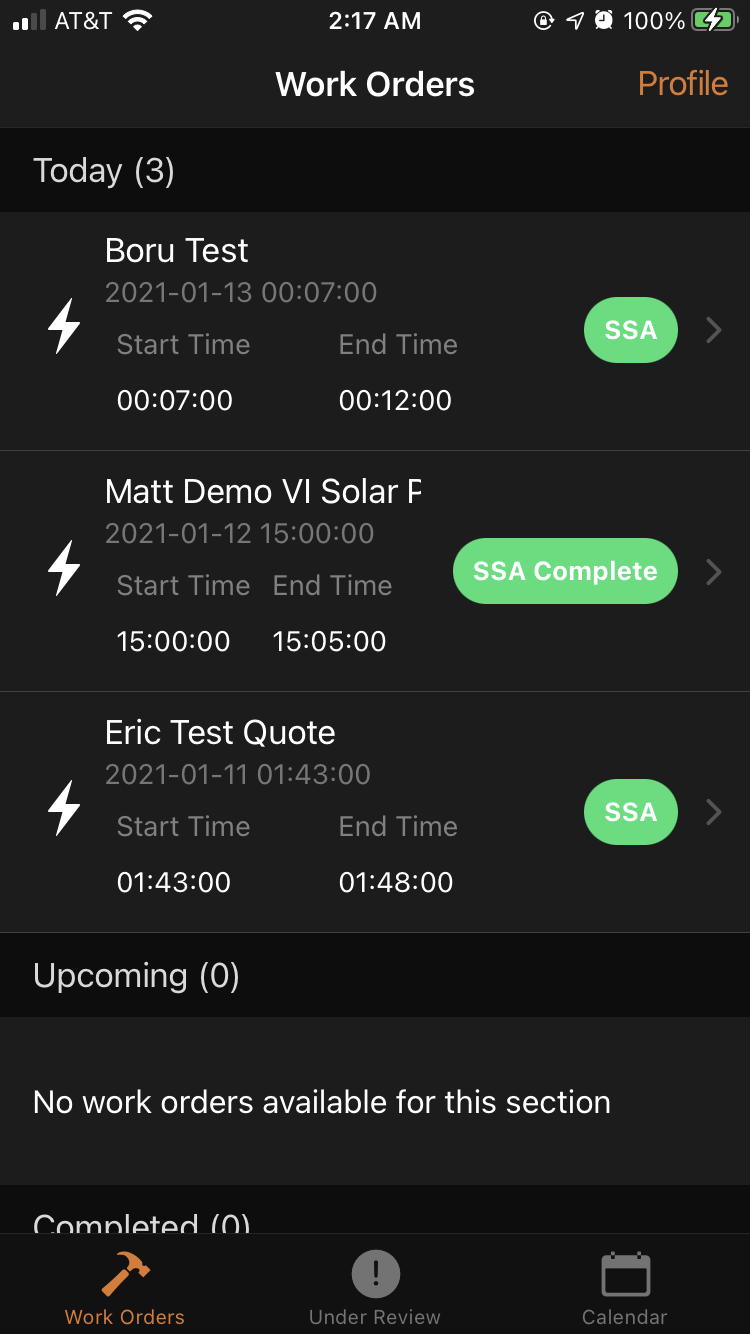 AT&T 2:17 AM 100%
Work Orders Profile
Today (3)
Boru Test
2021-01-13 00:07:00
Start Time End Time
SSA
00:07:00 00:12:00
Matt Demo VI Solar P
2021-01-12 15:00:00
Start Time End Time
SSA Complete
15:00:00 15:05:00
Eric Test Quote
2021-01-11 01:43:00
Start Time End Time
SSA
01:43:00 01:48:00
Upcoming (0)
No work orders available for this section
Completed (0)
Work Orders Under Review Calendar